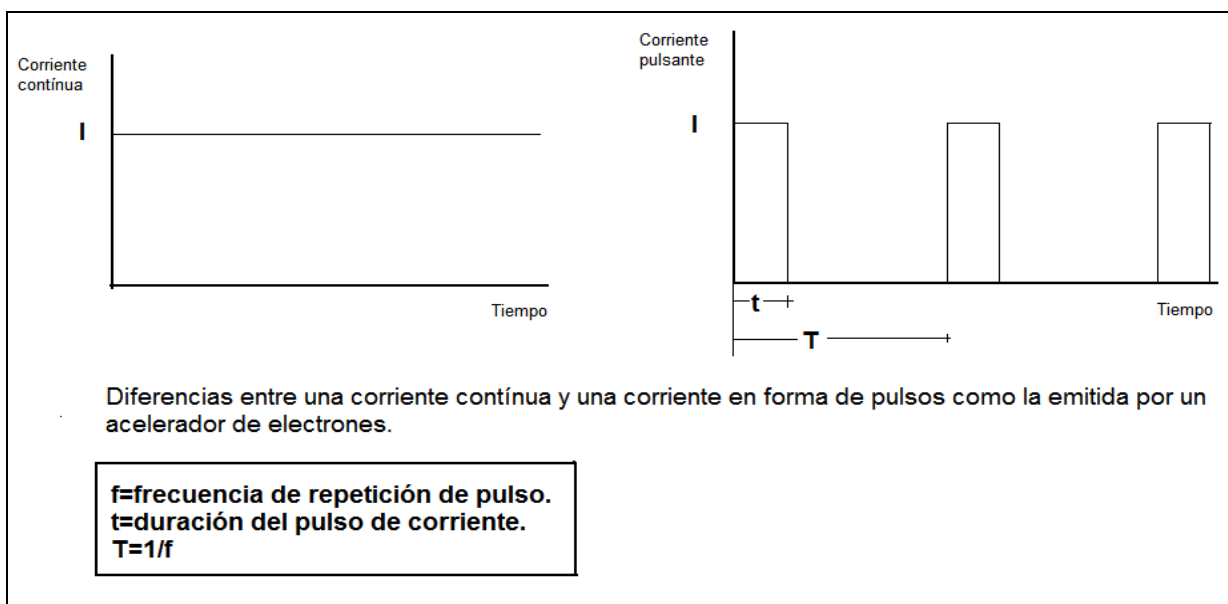 Corriente
contínua
I
Tiempo
Corriente
pulsante
I
t
T
Tiempo
Diferencias entre una corriente contínua y una corriente en forma de pulsos como la emitida por un
acelerador de electrones.
f=frecuencia de repetición de pulso.
t=duración del pulso de corriente.
T=1/f